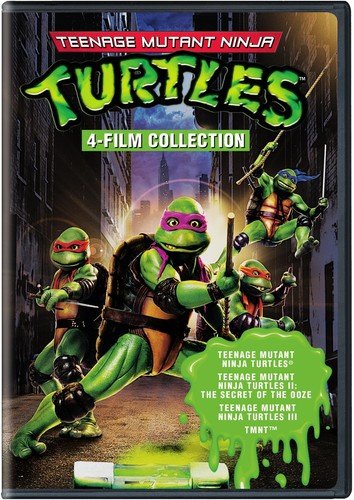 TEENAGE MUTANT NINJA
TURTLES
4-FILM COLLECTION
TEENAGE MUTANT
NINJA TURTLES®
TEENAGE MUTANT
NINJA TURTLES II:
THE SECRET OF THE OOZE
TEENAGE MUTANT
NINJA TURTLES III
TMNT™